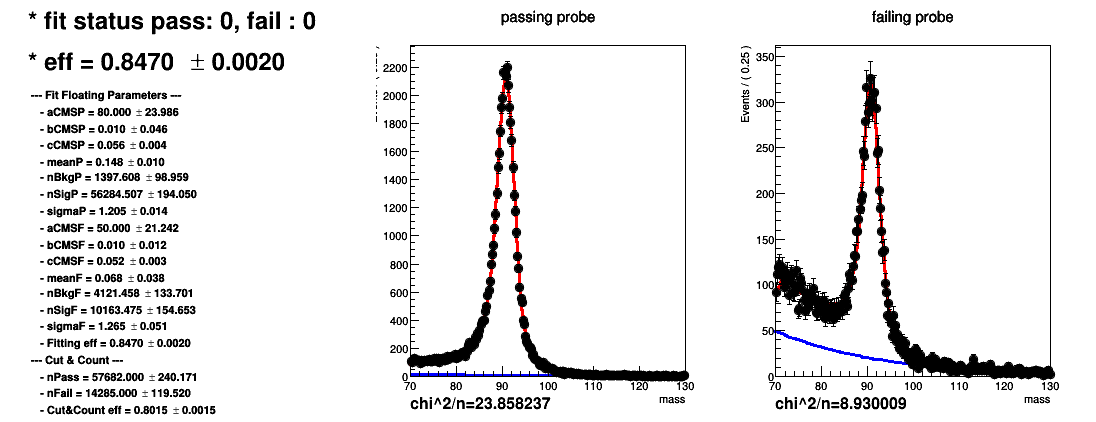 * fit status pass: 0, fail : 0
* eff = 0.8470 ± 0.0020
--- Fit Floating Parameters ---
- aCMSP = 80.000 ± 23.986
- bCMSP = 0.010 ± 0.046
- cCMSP = 0.056 ± 0.004
- meanP = 0.148 ± 0.010
- nBkgP = 1397.608 ± 98.959
- nSigP = 56284.507 ± 194.050
- sigmaP = 1.205 ± 0.014
- aCMSF = 50.000 ± 21.242
- bCMSF = 0.010 ± 0.012
- cCMSF = 0.052 ± 0.003
- meanF = 0.068 ± 0.038
- nBkgF = 4121.458 ± 133.701
- nSigF = 10163.475 ± 154.653
- sigmaF = 1.265 ± 0.051
- Fitting eff = 0.8470 ± 0.0020
--- Cut & Count ---
- nPass = 57682.000 ± 240.171
- nFail = 14285.000 ± 119.520
- Cut&Count eff = 0.8015 ± 0.0015
passing probe
2200
2000
1800
1600
1400
1200
1000
800
600
400
200
0
70 80 90 100 110 120 130
mass
chi^2/n=23.858237
failing probe
Events / ( 0.25 )
350
300
250
200
150
100
50
0
70 80 90 100 110 120 130
mass
chi^2/n=8.930009